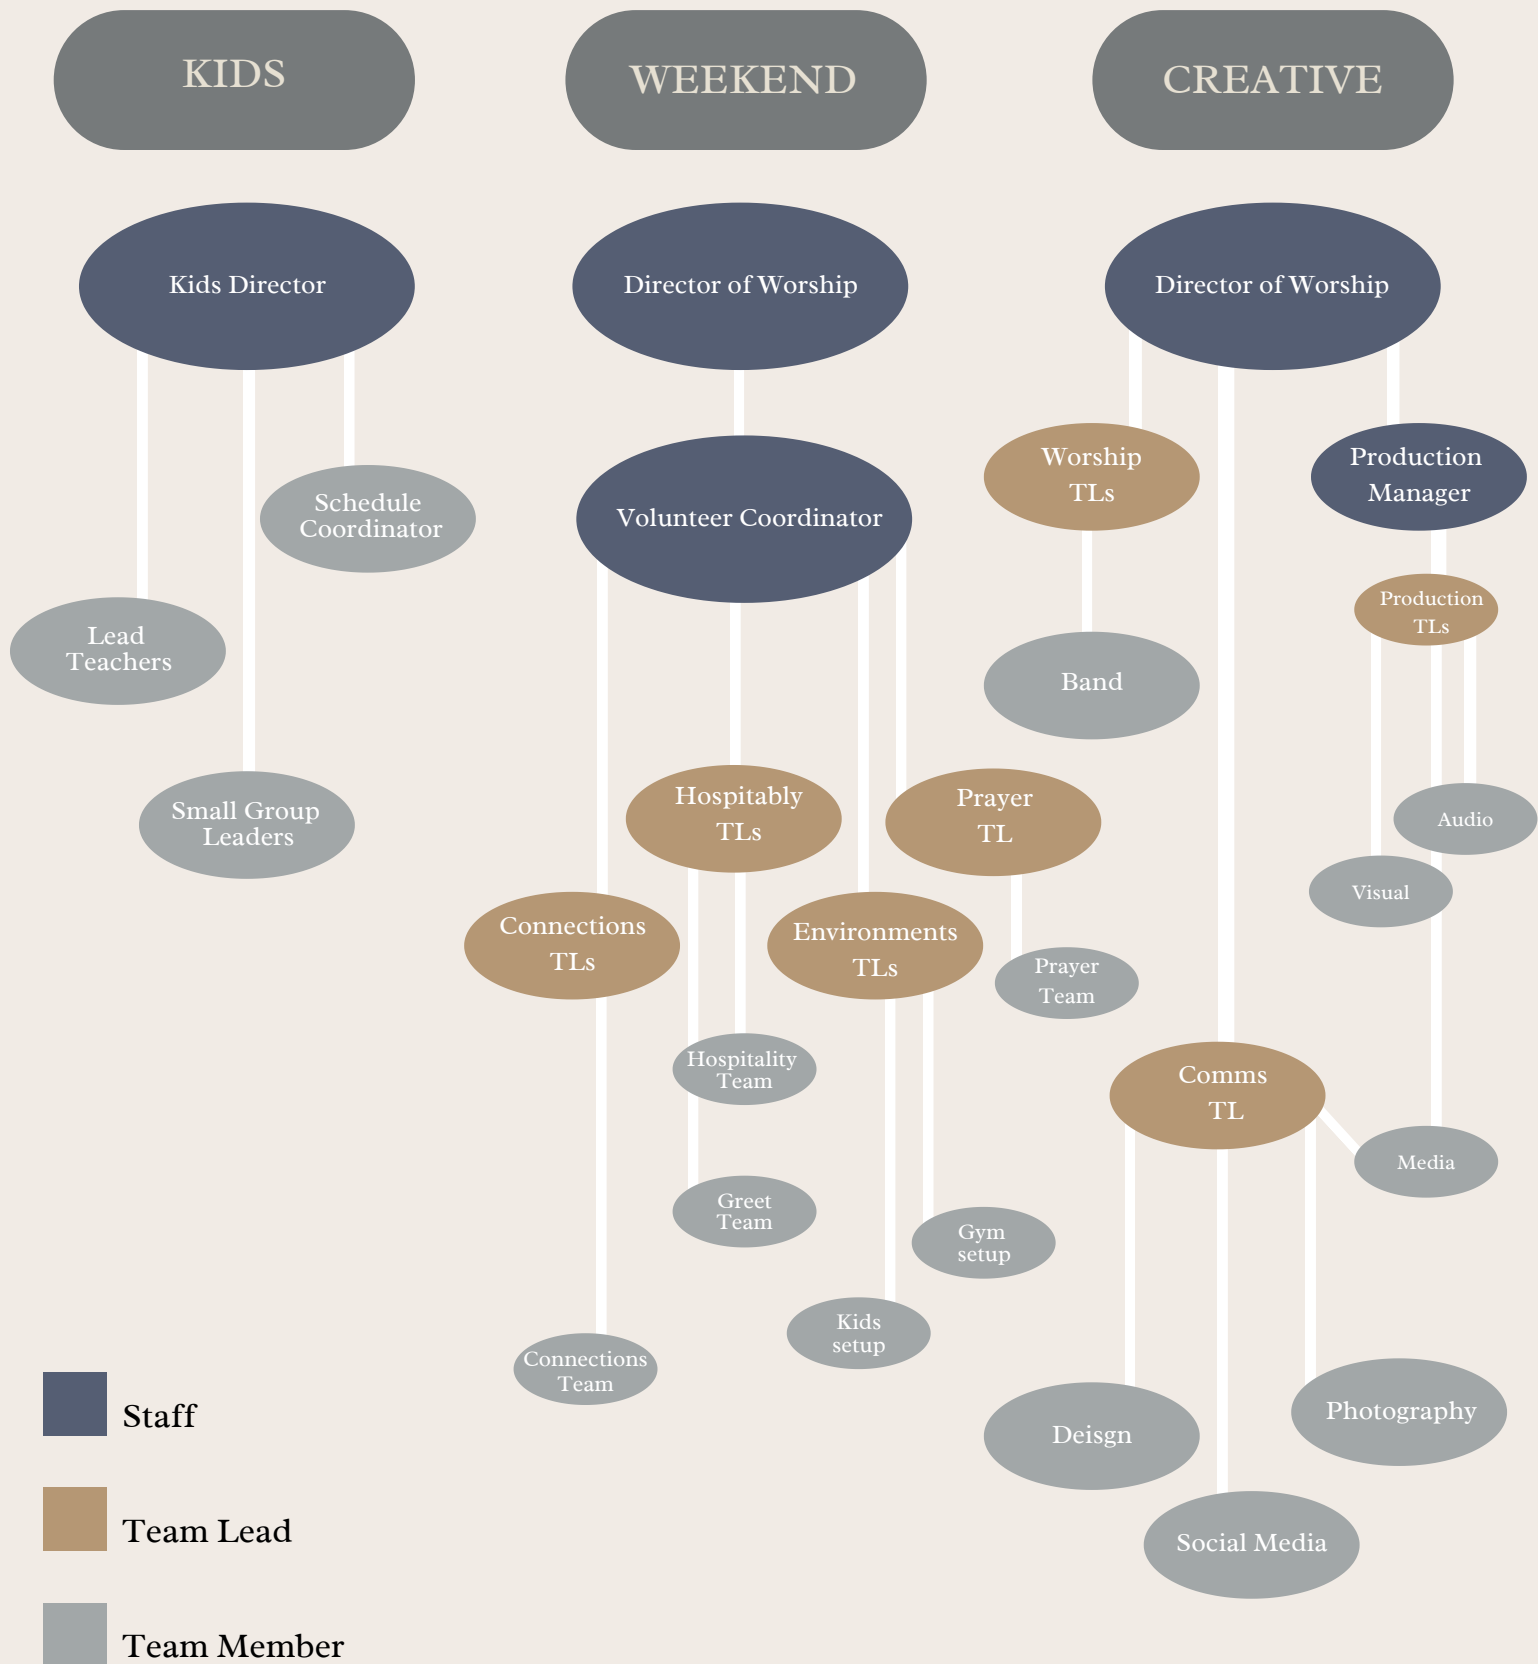 KIDS
WEEKEND
CREATIVE
Kids Director
Director of Worship
Director of Worship
Schedule
Coordinator
Lead
Teachers
Small Group
Leaders
Volunteer Coordinator
Hospitably
TLs
Prayer
TL
Connections
TLs
Environments
TLs
Prayer
Team
Hospitality
Team
Greet
Team
Gym
setup
Kids
setup
Connections
Team
Worship
TLs
Production
Manager
Production
TLs
Band
Audio
Visual
Comms
TL
Media
Photography
Deisgn
Social Media
Staff
Team Lead
Team Member